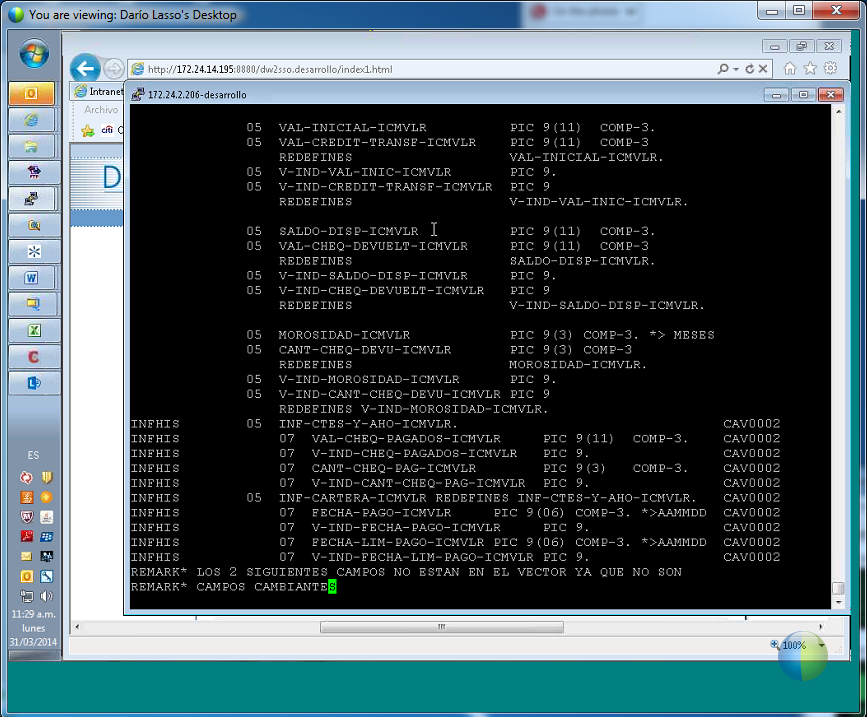 You are viewing: Darío Lasso's Desktop
http://172.24.14.195:8080/dw2sso.desarrollo/index1.html
Intranet
172.24.2.206-desarrollo
Archivo
citi
D
05 VAL-INICIAL-ICMVLR PIC 9(11) COMP-3.
05 VAL-CREDIT-TRANSF-ICMVLR PIC 9(11) COMP-3
REDEFINES VAL-INICIAL-ICMVLR.
05 V-IND-VAL-INIC-ICMVLR PIC 9.
05 V-IND-CREDIT-TRANSF-ICMVLR PIC 9
REDEFINES V-IND-VAL-INIC-ICMVLR.
05 SALDO-DISP-ICMVLR PIC 9(11) COMP-3.
05 VAL-CHEQ-DEVUELT-ICMVLR PIC 9(11) COMP-3
REDEFINES SALDO-DISP-ICMVLR.
05 V-IND-SALDO-DISP-ICMVLR PIC 9.
05 V-IND-CHEQ-DEVUELT-ICMVLR PIC 9
REDEFINES V-IND-SALDO-DISP-ICMVLR.
05 MOROSIDAD-ICMVLR PIC 9(3) COMP-3. *> MESES
05 CANT-CHEQ-DEVU-ICMVLR PIC 9(3) COMP-3
REDEFINES MOROSIDAD-ICMVLR.
05 V-IND-MOROSIDAD-ICMVLR PIC 9.
05 V-IND-CANT-CHEQ-DEV-ICMVLR PIC 9
REDEFINES V-IND-MOROSIDAD-ICMVLR.
INFHIS 05 INF-CTES-Y-AHO-ICMVLR. CAV0002
INFHIS 07 VAL-CHEQ-PAGADOS-ICMVLR PIC 9(11) COMP-3. CAV0002
INFHIS 07 V-IND-CHEQ-PAGADOS-ICMVLR PIC 9. CAV0002
INFHIS 07 CANT-CHEQ-PAG-ICMVLR PIC 9(3) COMP-3. CAV0002
INFHIS 07 V-IND-CANT-CHEQ-PAG-ICMVLR PIC 9. CAV0002
INFHIS 05 INF-CARTERA-ICMVLR REDEFINES INF-CTES-Y-AHO-ICMVLR. CAV0002
INFHIS 07 FECHA-PAGO-ICMVLR PIC 9(06) COMP-3. *>AAMMDD CAV0002
INFHIS 07 V-IND-FECHA-PAGO-ICMVLR PIC 9. CAV0002
INFHIS 07 FECHA-LIM-PAGO-ICMVLR PIC 9(06) COMP-3. *>AAMMDD CAV0002
INFHIS 07 V-IND-FECHA-LIM-PAGO-ICMVLR PIC 9. CAV0002
REMARK* LOS 2 SIGUIENTES CAMPOS NO ESTAN EN EL VECTOR YA QUE NO SON
REMARK* CAMPOS CAMBIANTES
ES
11:29 a.m.
lunes
31/03/2014
100%